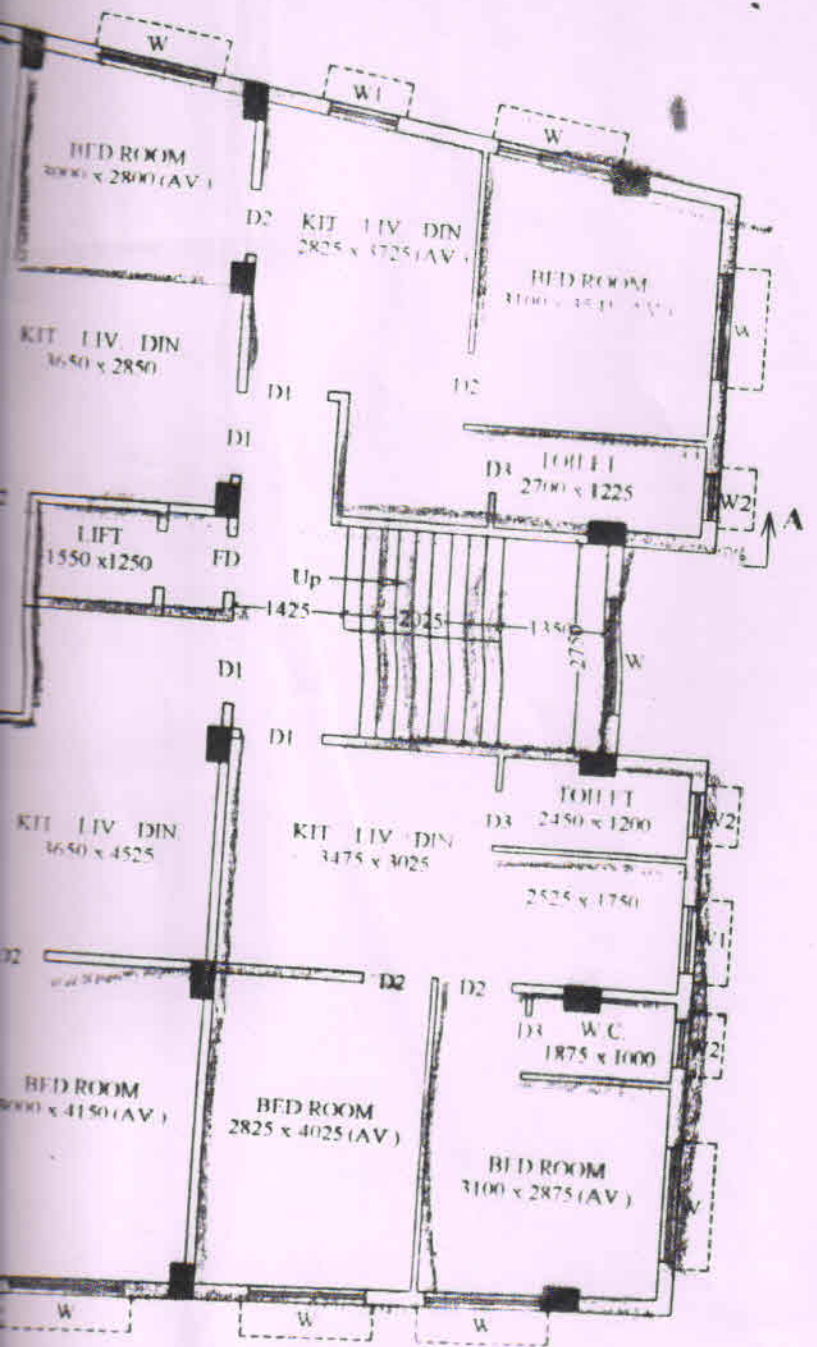 W
W1
W
BED ROOM
x 2800 (AV.)
D2
KIT. LIV. DIN
2825 x 3725 (AV.)
BED ROOM
3100 x (AV.)
W
KIT. LIV. DIN
3650 x 2850
D1
D2
D1
TOILET
2700 x 1225
D3
W2
A
LIFT
1550 x1250
FD
Up
1425
2025
1350
2750
W
D1
D1
TOILET
2450 x 1200
D3
W2
KIT. LIV. DIN
3650 x 4525
KIT. LIV. DIN
3475 x 3025
2525 x 1750
W1
D2
D2
D2
D3
W.C.
1875 x 1000
W2
BED ROOM
x 4150 (AV.)
BED ROOM
2825 x 4025 (AV.)
BED ROOM
3100 x 2875 (AV.)
W
W
W
W